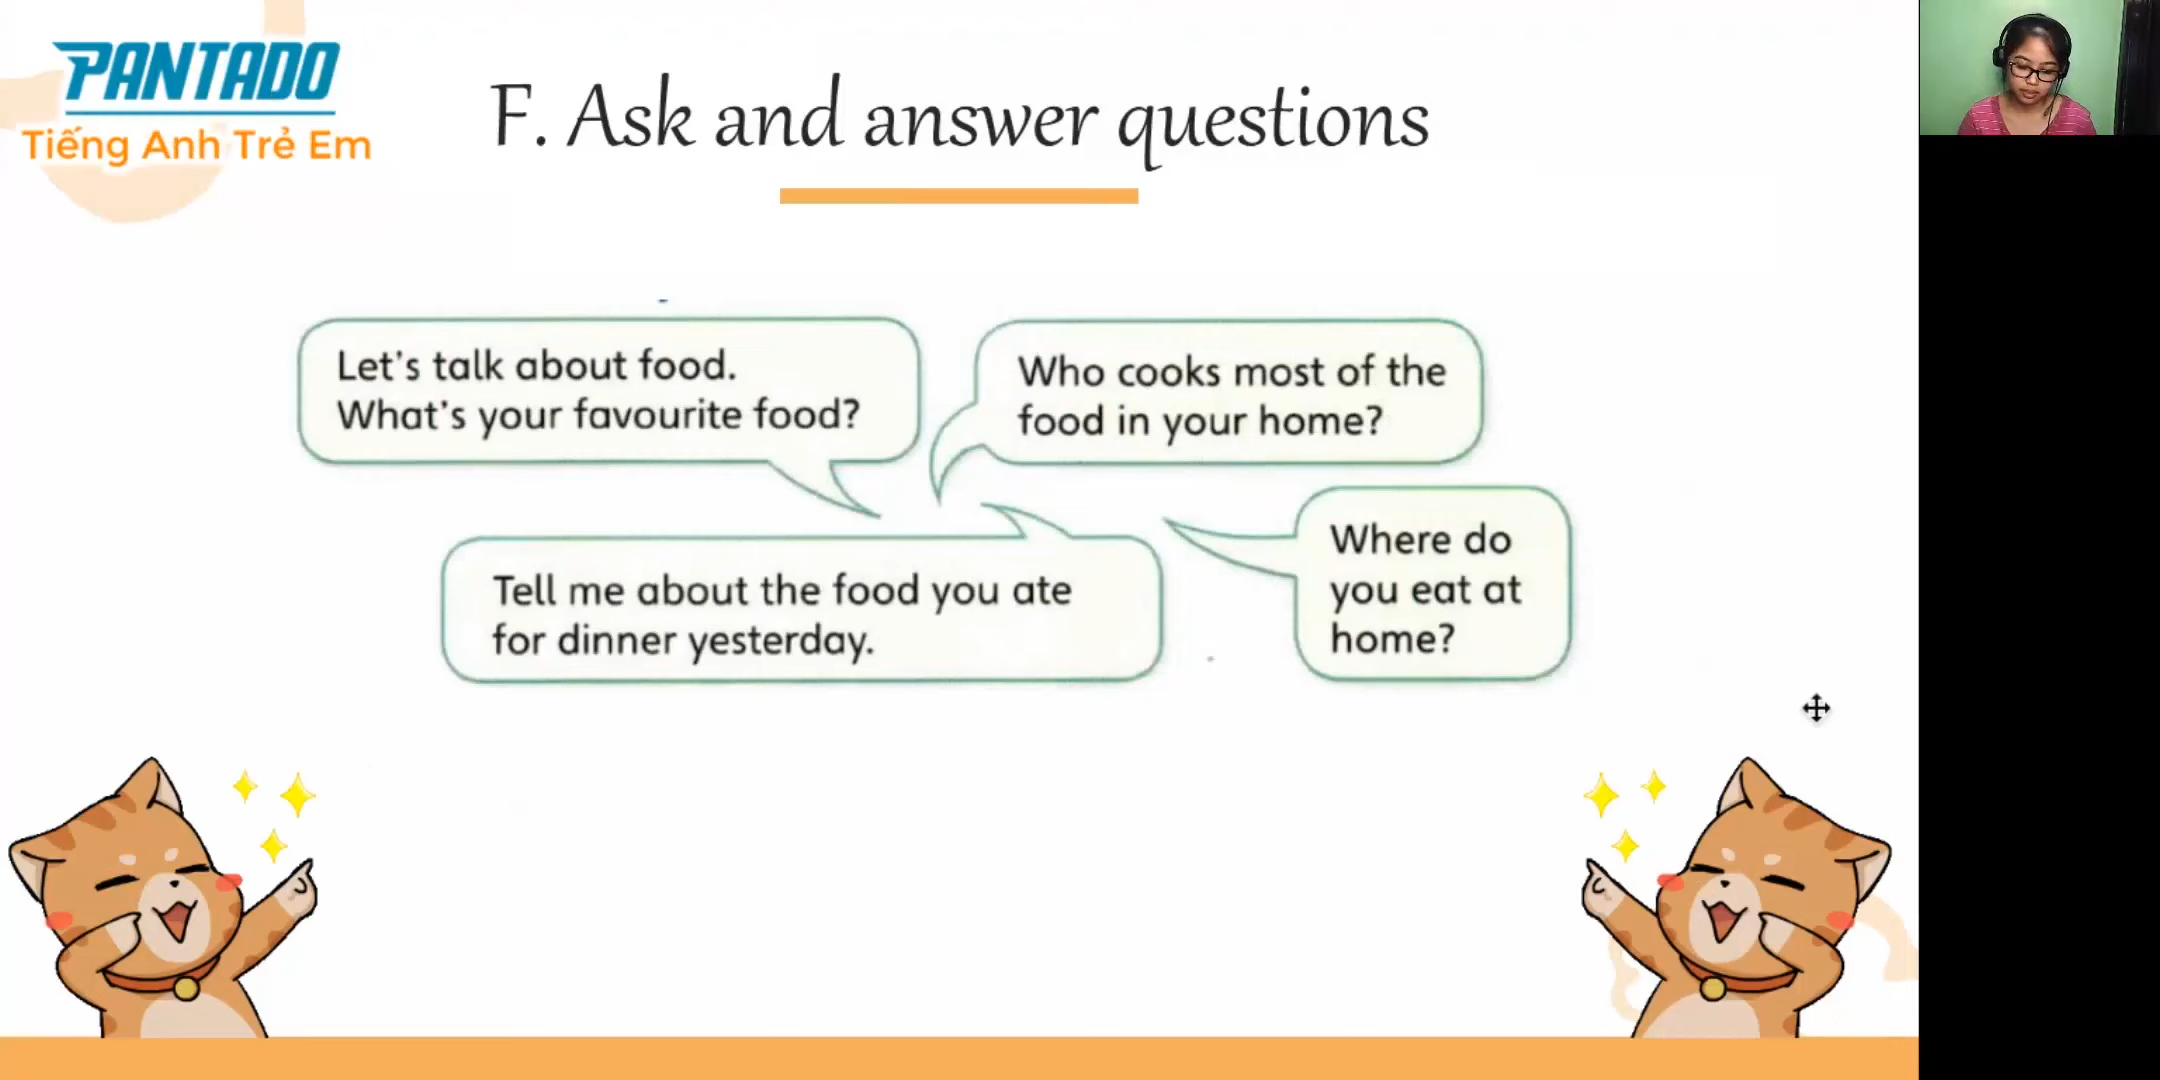 PANTADO
Tiếng Anh Trẻ Em
F. Ask and answer questions
Let's talk about food.
What's your favourite food?
Who cooks most of the
food in your home?
Tell me about the food you ate
for dinner yesterday.
Where do
you eat at
home?